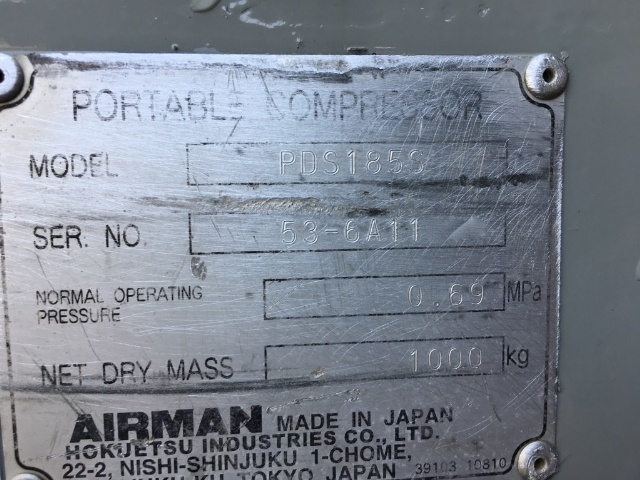 PORTABLE COMPRESSOR
MODEL PDS185S
SER. NO. 53-6A11
NORMAL OPERATING PRESSURE 0.69 MPa
NET DRY MASS 1000 kg
AIRMAN MADE IN JAPAN
HOKUETSU INDUSTRIES CO., LTD.
22-2, NISHI-SHINJUKU 1-CHOME,
TOKYO JAPAN 39103 10810